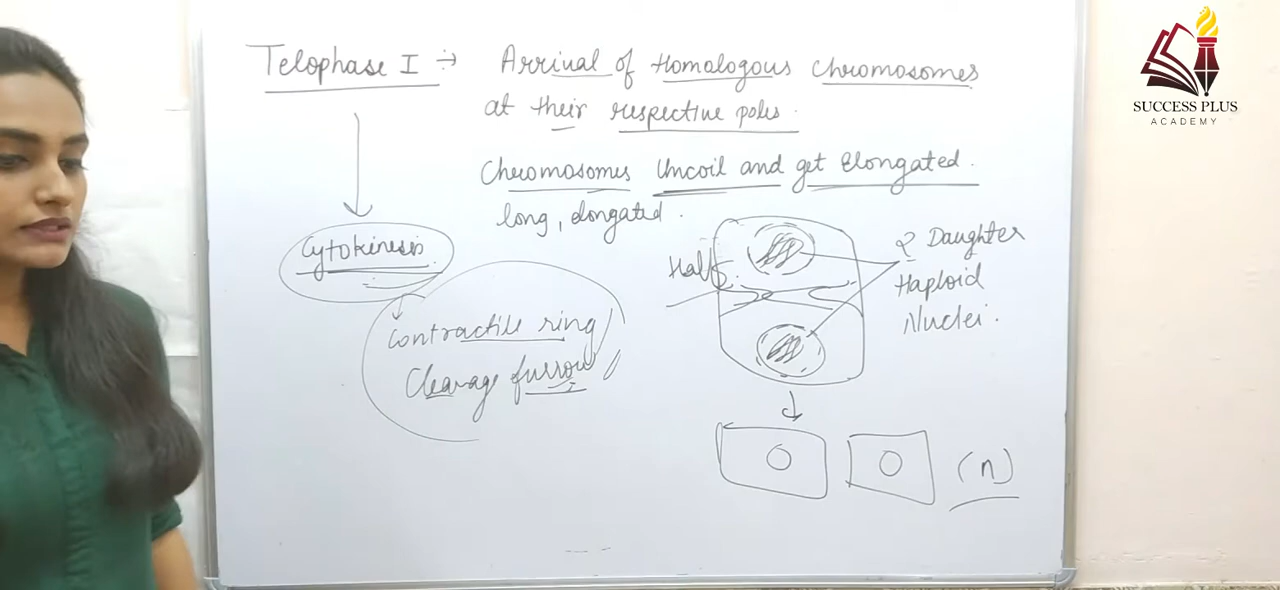 Telophase I ÷→ Arrival of Homologous Chromosomes
at their respective poles.
Chromosomes Uncoil and get Elongated.
long, elongated.
Cytokinesis
Contractile ring
Cleavage furrow
Half
2 Daughter
Haploid
Nuclei.
(n)
SUCCESS PLUS
ACADEMY